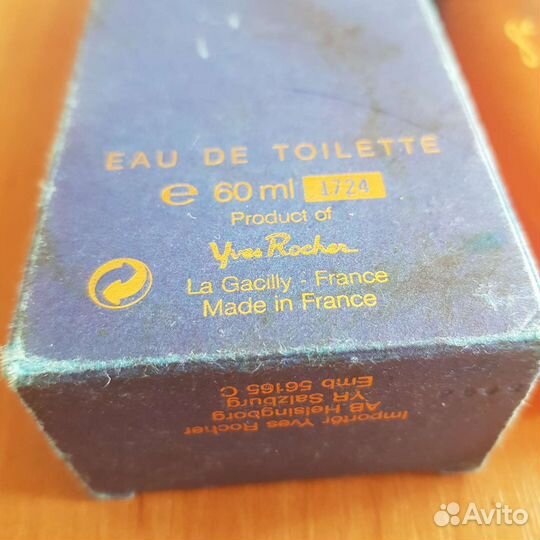 EAU DE TOILETTE
e 60 ml 1724
Product of
Yves Rocher
La Gacilly - France
Made in France
Importör Yves Rocher
AB Helsingborg
YR Salzburg
Emb 56165 C
Avito